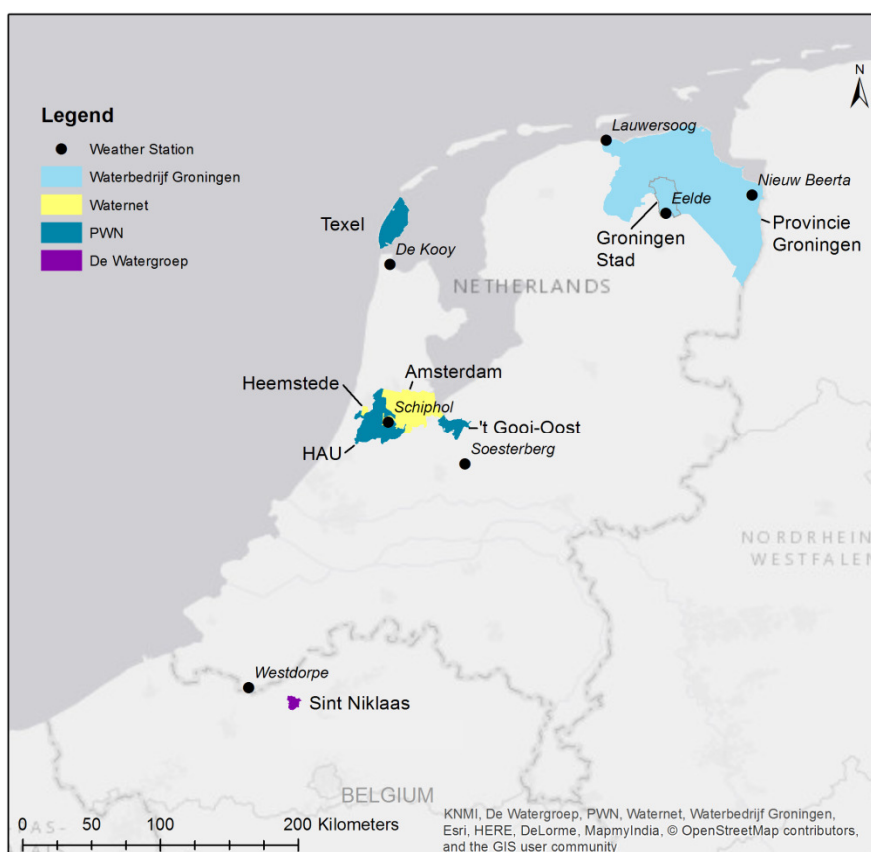 N
Legend
Weather Station
Waterbedrijf Groningen
Waternet
PWN
De Watergroep
Lauwersoog
Nieuw Beerta
Eelde
Provincie
Groningen
Groningen
Stad
Texel
De Kooy
NETHERLANDS
Amsterdam
Heemstede
Schiphol
't Gooi-Oost
HAU
Soesterberg
NORDRHEIN-
WESTFALEN
Westdorpe
Sint Niklaas
BELGIUM
0 50 100 200 Kilometers
KNMI, De Watergroep, PWN, Waternet, Waterbedrijf Groningen,
Esri, HERE, DeLorme, MapmyIndia, © OpenStreetMap contributors,
and the GIS user community